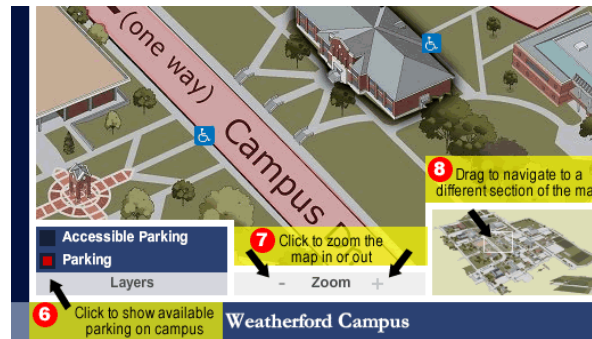 (one way)
Campus D
8 Drag to navigate to a
different section of the ma
Accessible Parking
Parking
Layers
7 Click to zoom the
map in or out
- Zoom +
6 Click to show available
parking on campus
Weatherford Campus